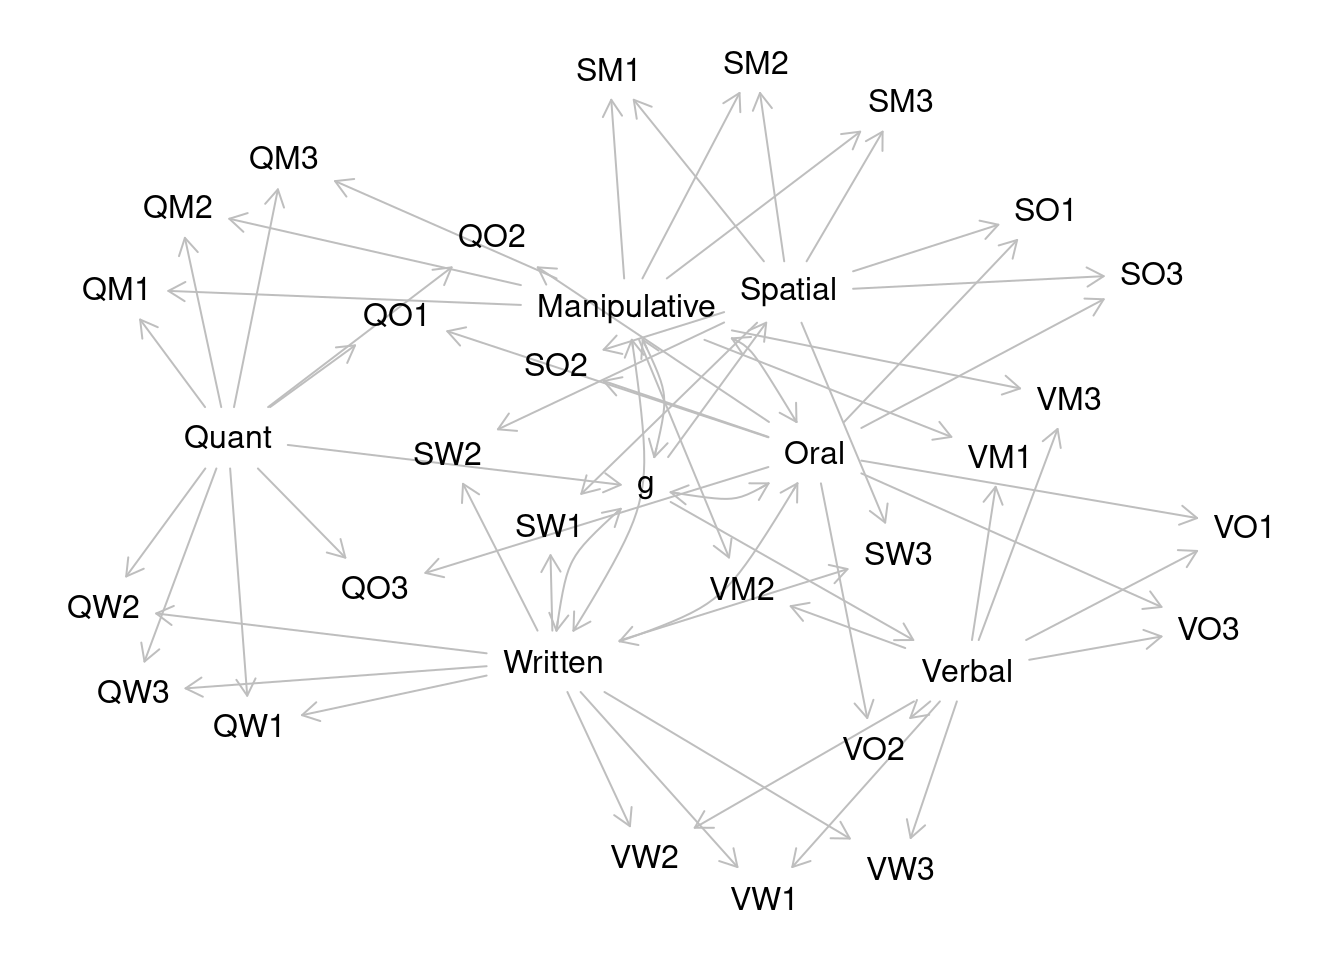 SM2
SM1
SM3
QM3
QM2
SO1
QO2
SO3
QM1
Spatial
Manipulative
QO1
SO2
VM3
Quant
Oral
SW2
VM1
g
SW1
VO1
SW3
QO3
VM2
QW2
VO3
Written
Verbal
QW3
QW1
VO2
VW2
VW3
VW1